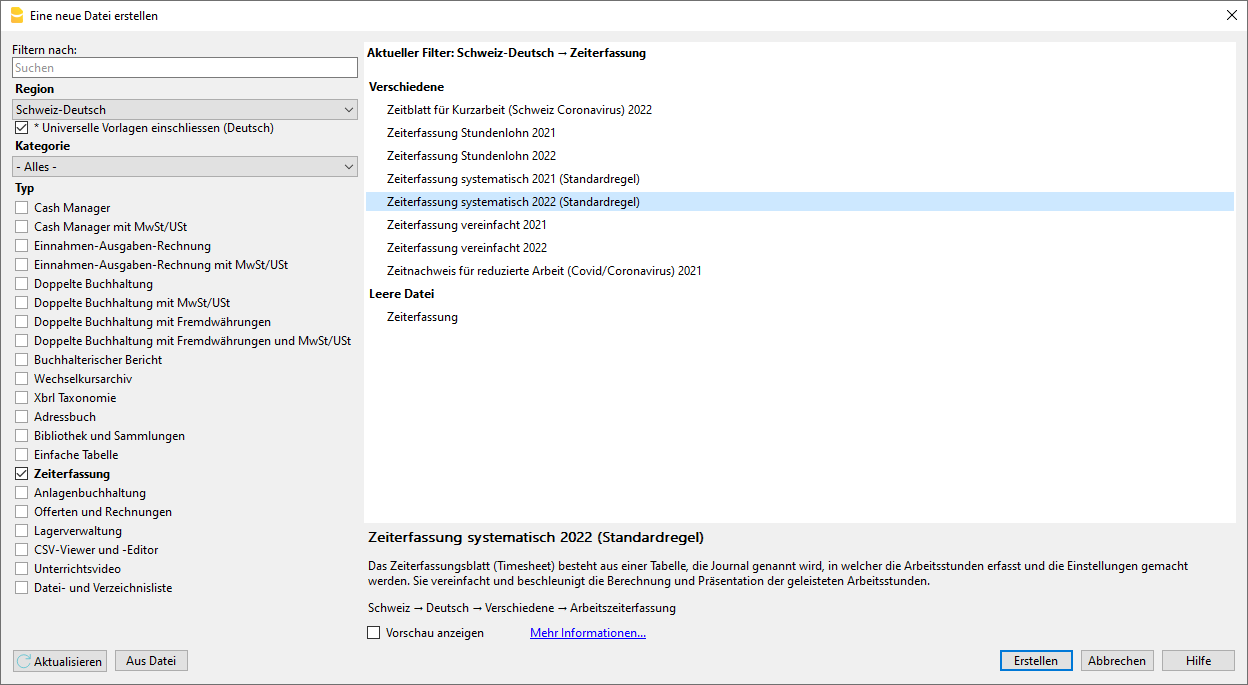 Eine neue Datei erstellen
Filtern nach:
Suchen
Region
Schweiz-Deutsch
* Universelle Vorlagen einschliessen (Deutsch)
Kategorie
- Alles -
Typ
Cash Manager
Cash Manager mit MwSt/USt
Einnahmen-Ausgaben-Rechnung
Einnahmen-Ausgaben-Rechnung mit MwSt/USt
Doppelte Buchhaltung
Doppelte Buchhaltung mit MwSt/USt
Doppelte Buchhaltung mit Fremdwährungen
Doppelte Buchhaltung mit Fremdwährungen und MwSt/USt
Buchhalterischer Bericht
Wechselkursarchiv
Xbrl Taxonomie
Adressbuch
Bibliothek und Sammlungen
Einfache Tabelle
Zeiterfassung
Anlagenbuchhaltung
Offerten und Rechnungen
Lagerverwaltung
CSV-Viewer und -Editor
Unterrichtsvideo
Datei- und Verzeichnisliste
Aktualisieren
Aus Datei
Aktueller Filter: Schweiz-Deutsch → Zeiterfassung
Verschiedene
Zeitblatt für Kurzarbeit (Schweiz Coronavirus) 2022
Zeiterfassung Stundenlohn 2021
Zeiterfassung Stundenlohn 2022
Zeiterfassung systematisch 2021 (Standardregel)
Zeiterfassung systematisch 2022 (Standardregel)
Zeiterfassung vereinfacht 2021
Zeiterfassung vereinfacht 2022
Zeitnachweis für reduzierte Arbeit (Covid/Coronavirus) 2021
Leere Datei
Zeiterfassung
Zeiterfassung systematisch 2022 (Standardregel)
Das Zeiterfassungsblatt (Timesheet) besteht aus einer Tabelle, die Journal genannt wird, in welcher die Arbeitsstunden erfasst und die Einstellungen gemacht
werden. Sie vereinfacht und beschleunigt die Berechnung und Präsentation der geleisteten Arbeitsstunden.
Schweiz → Deutsch → Verschiedene → Arbeitszeiterfassung
Vorschau anzeigen
Mehr Informationen...
Erstellen
Abbrechen
Hilfe